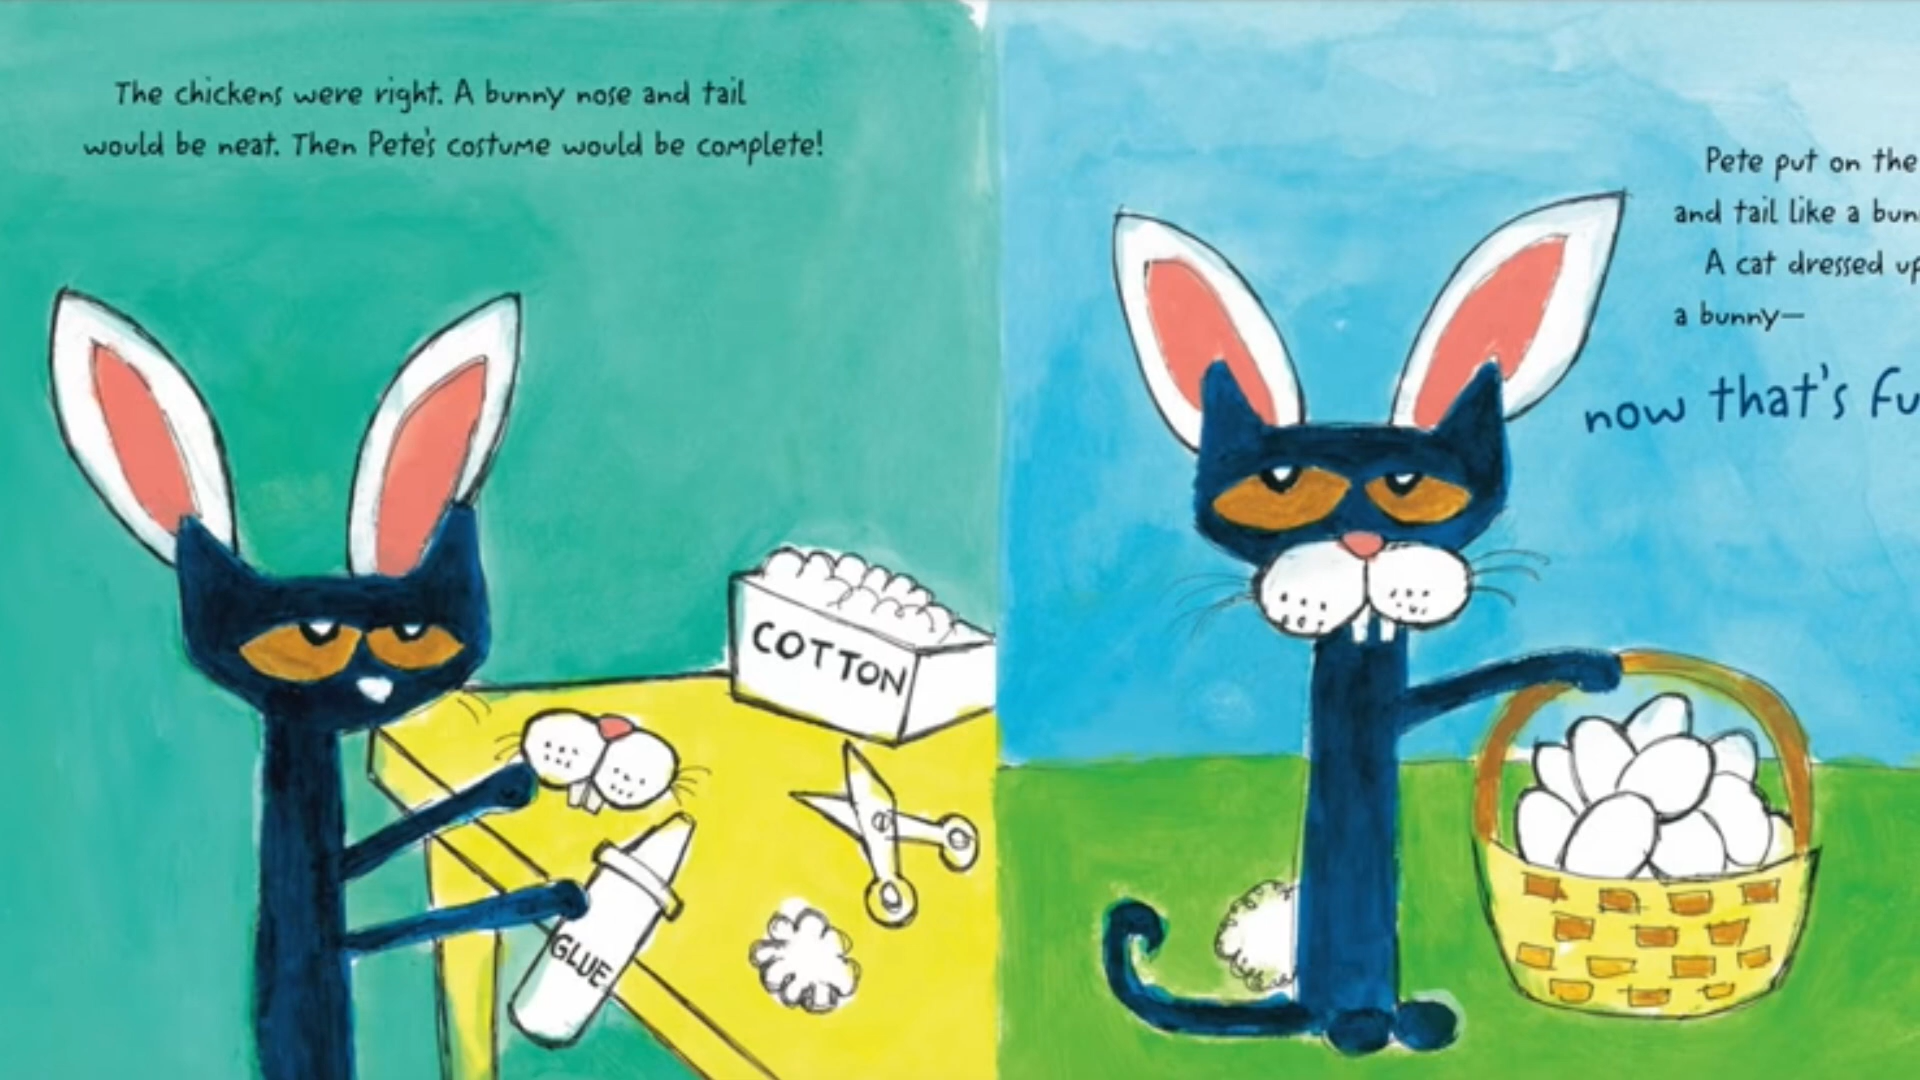 The chickens were right. A bunny nose and tail
would be neat. Then Pete's costume would be complete!
COTTON
GLUE
Pete put on the
and tail like a
A cat dressed
a bunny—
now that's